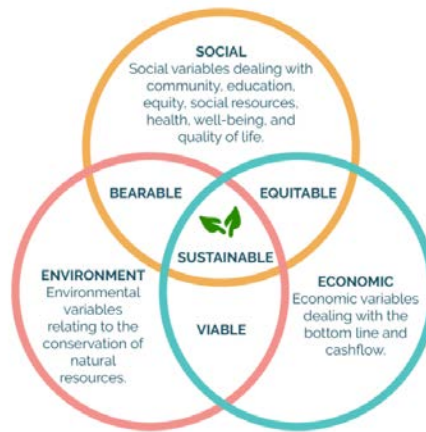 SOCIAL
Social variables dealing with
community, education,
equity, social resources,
health, well-being, and
quality of life.
BEARABLE
EQUITABLE
SUSTAINABLE
ENVIRONMENT
Environmental
variables
relating to the
conservation of
natural
resources.
ECONOMIC
Economic variables
dealing with the
bottom line and
cashflow.
VIABLE